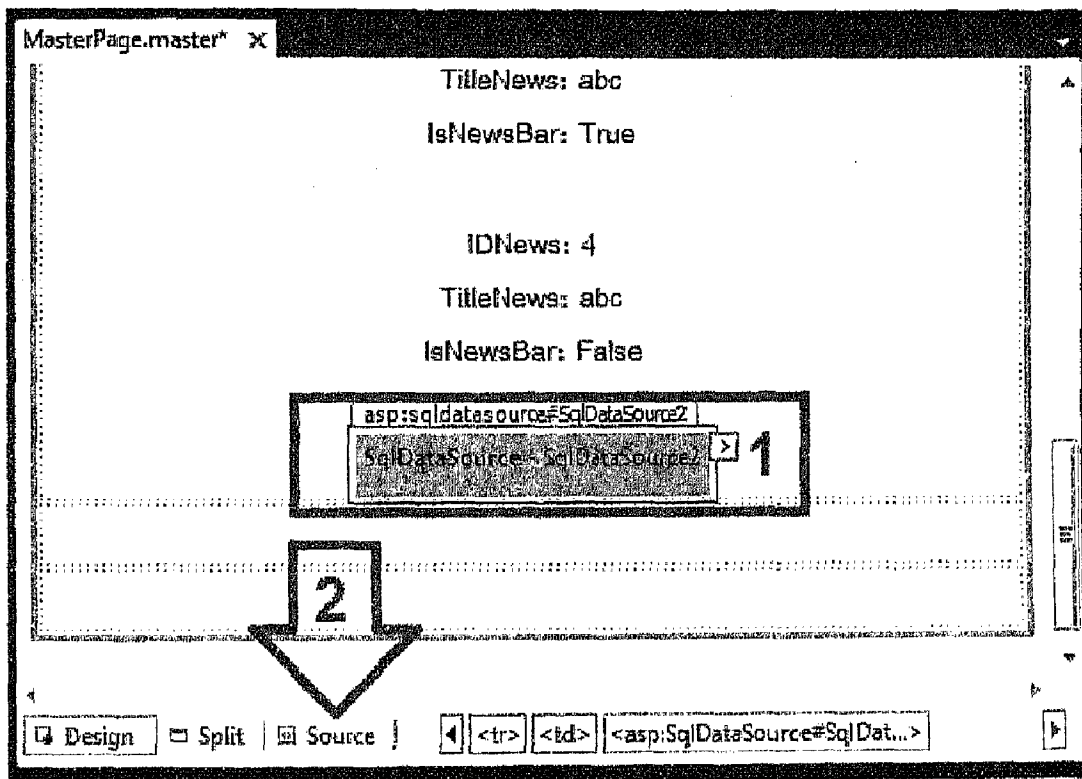 MasterPage.master* X
TitleNews: abc
IsNewsBar: True
IDNews: 4
TitleNews: abc
IsNewsBar: False
asp:sqldatasource#SqlDataSource2
SqlDataSource - SqlDataSource2
1
2
Design Split Source <tr> <td> <asp:SqlDataSource#SqlDat...>